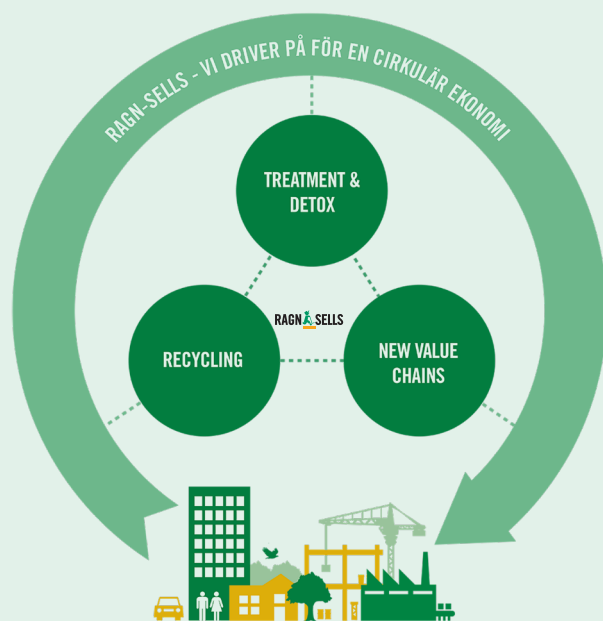 RAGN-SELLS - VI DRIVER PÅ FÖR EN CIRKULÄR EKONOMI
TREATMENT &
DETOX
RAGN SELLS
RECYCLING
NEW VALUE
CHAINS